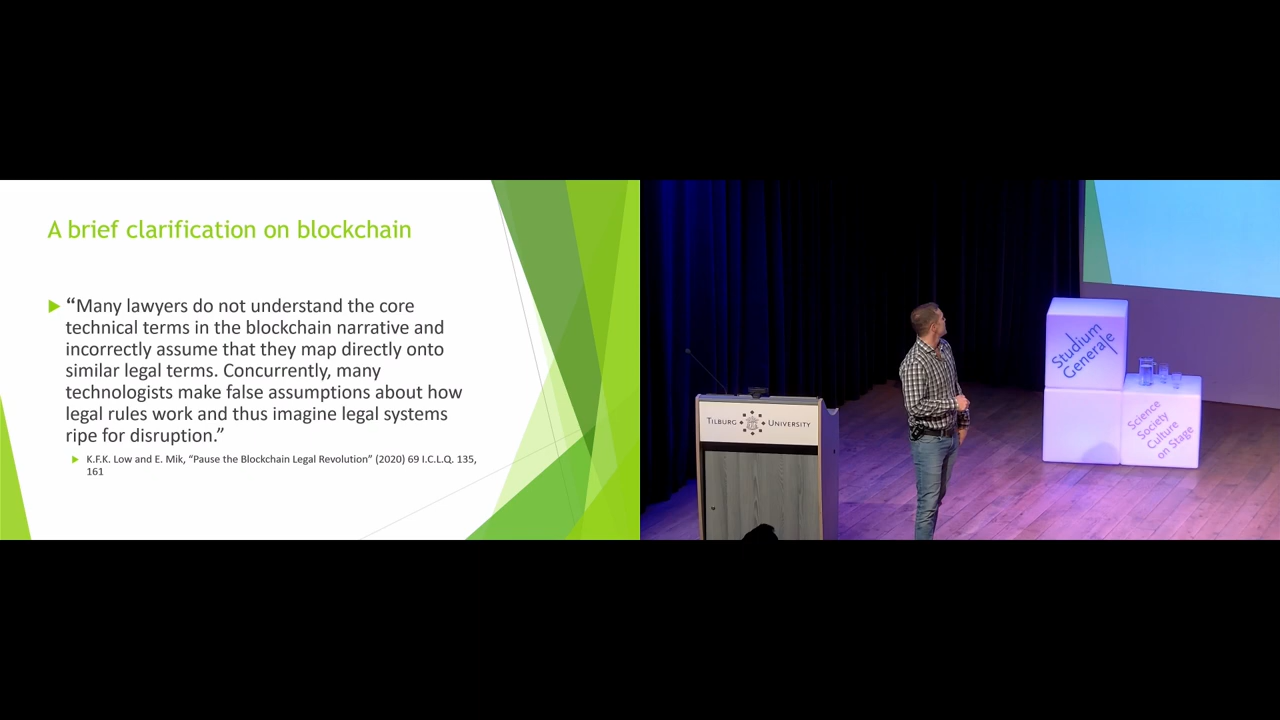 A brief clarification on blockchain
“Many lawyers do not understand the core
technical terms in the blockchain narrative and
incorrectly assume that they map directly onto
similar legal terms. Concurrently, many
technologists make false assumptions about how
legal rules work and thus imagine legal systems
ripe for disruption.”
K.F.K. Low and E. Mik, “Pause the Blockchain Legal Revolution” (2020) 69 I.C.L.Q. 135,
161
TILBURG UNIVERSITY
Studium
Generale
Science
Society
Culture
on Stage